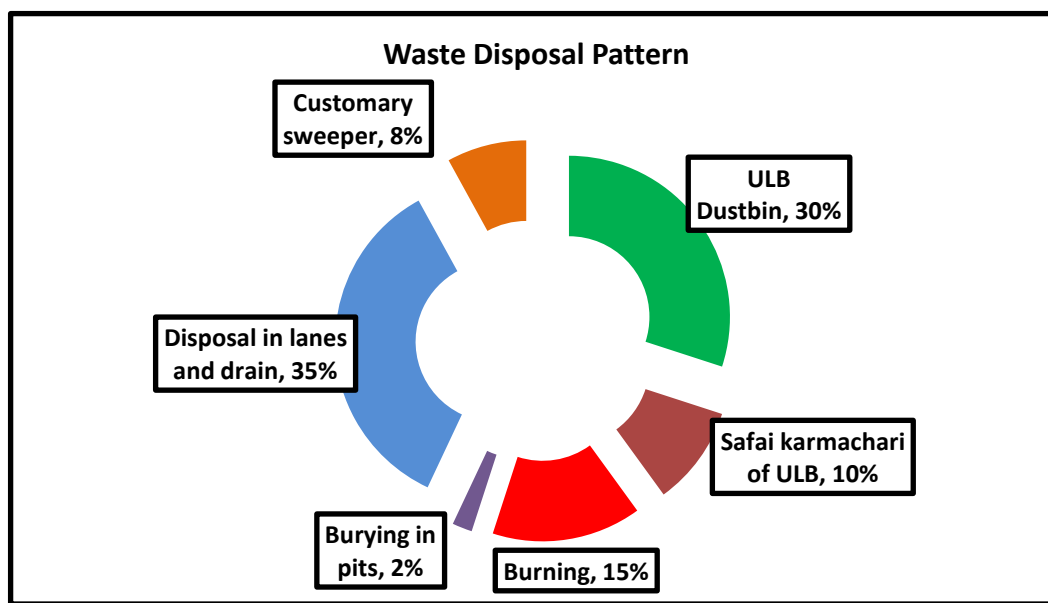 Waste Disposal Pattern
Customary
sweeper, 8%
ULB
Dustbin, 30%
Disposal in lanes
and drain, 35%
Safai karmachari
of ULB, 10%
Burying in
pits, 2%
Burning, 15%